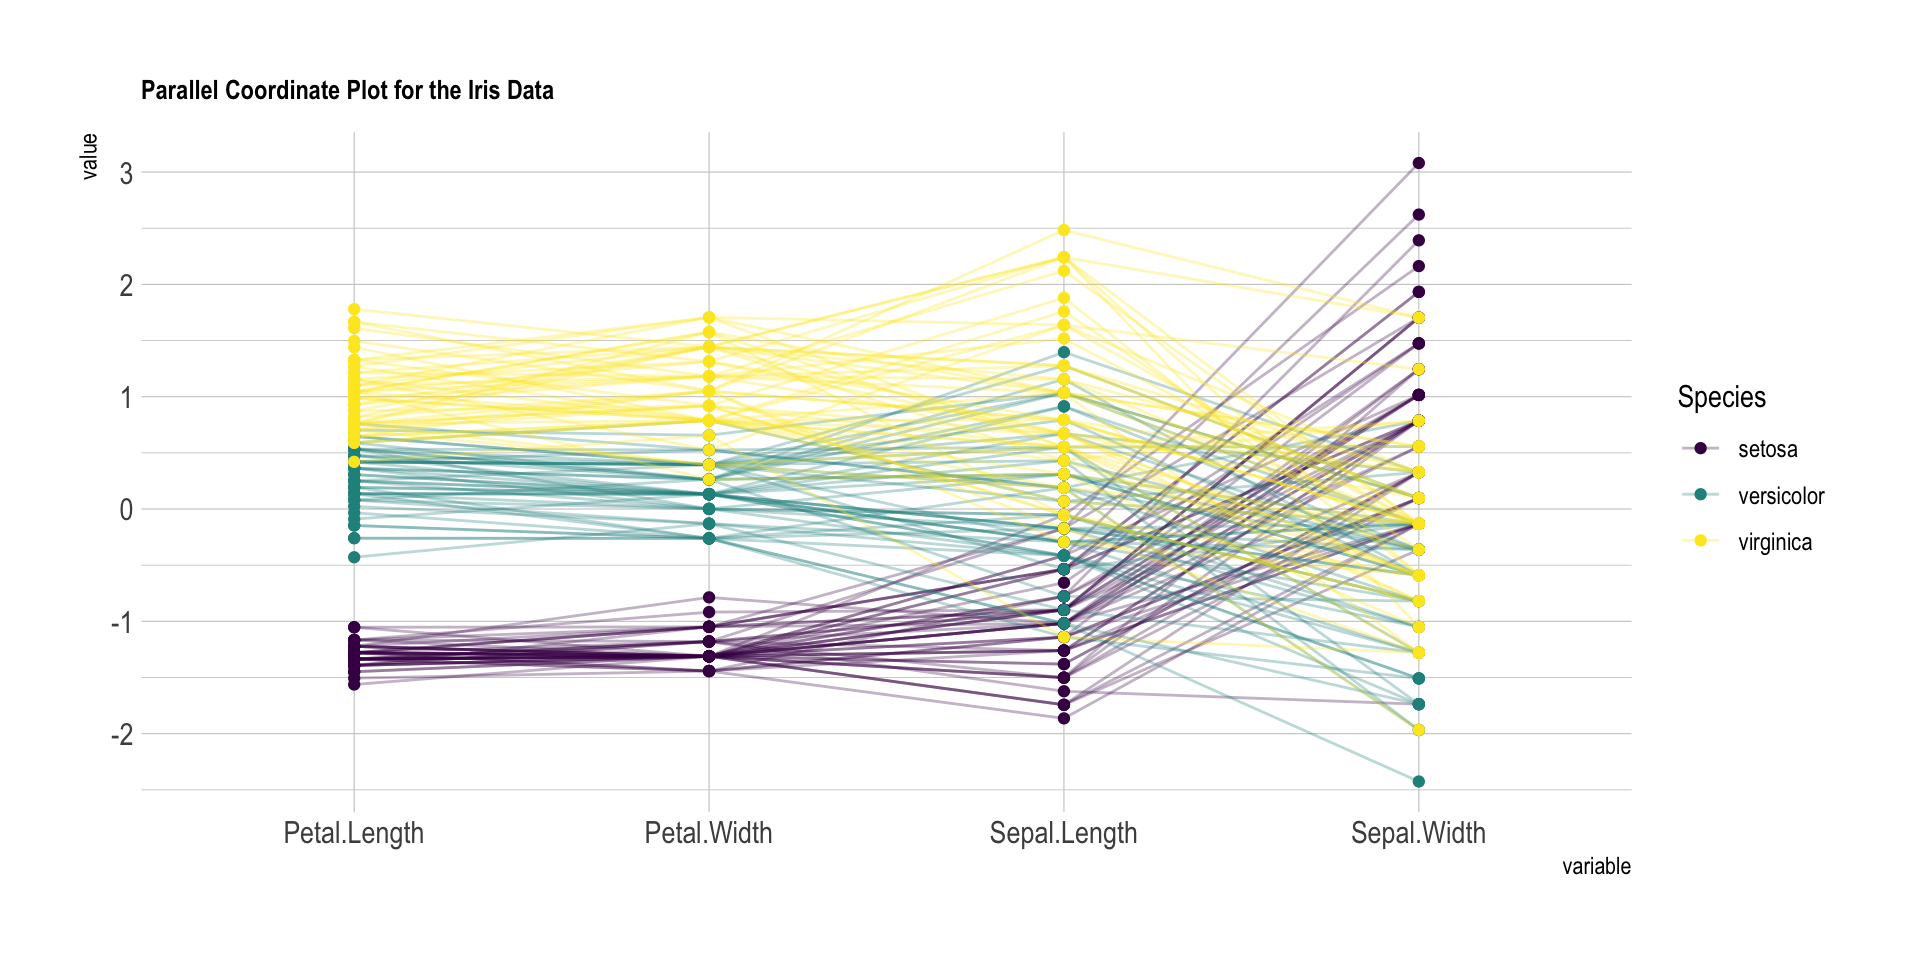 Parallel Coordinate Plot for the Iris Data
value
3
2
1
0
-1
-2
Petal.Length
Petal.Width
Sepal.Length
Sepal.Width
variable
Species
setosa
versicolor
virginica